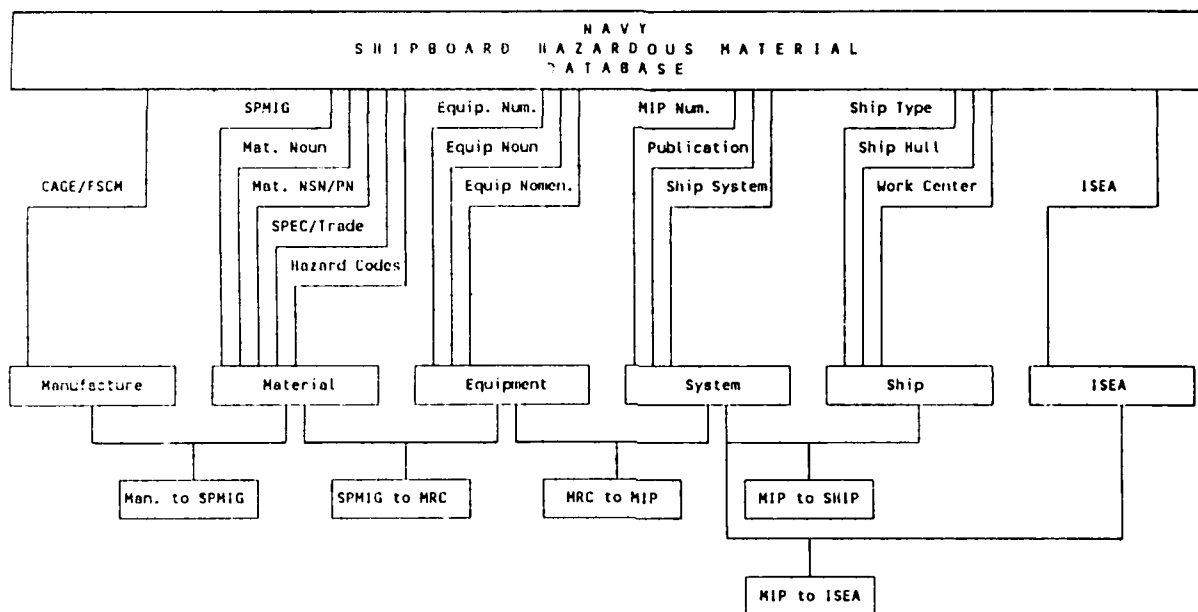 NAVY
SHIPBOARD HAZARDOUS MATERIAL
DATABASE
SPMIG
Equip. Num.
MIP Num.
Ship Type
Mat. Noun
Equip Noun
Publication
Ship Hull
CAGE/FSCM
Mat. NSN/PN
Equip Nomen.
Ship System
Work Center
ISEA
SPEC/Trade
Hazard Codes
Manufacture
Material
Equipment
System
Ship
ISEA
Man. to SPMIG
SPMIG to MRC
MRC to MIP
MIP to SHIP
MIP to ISEA